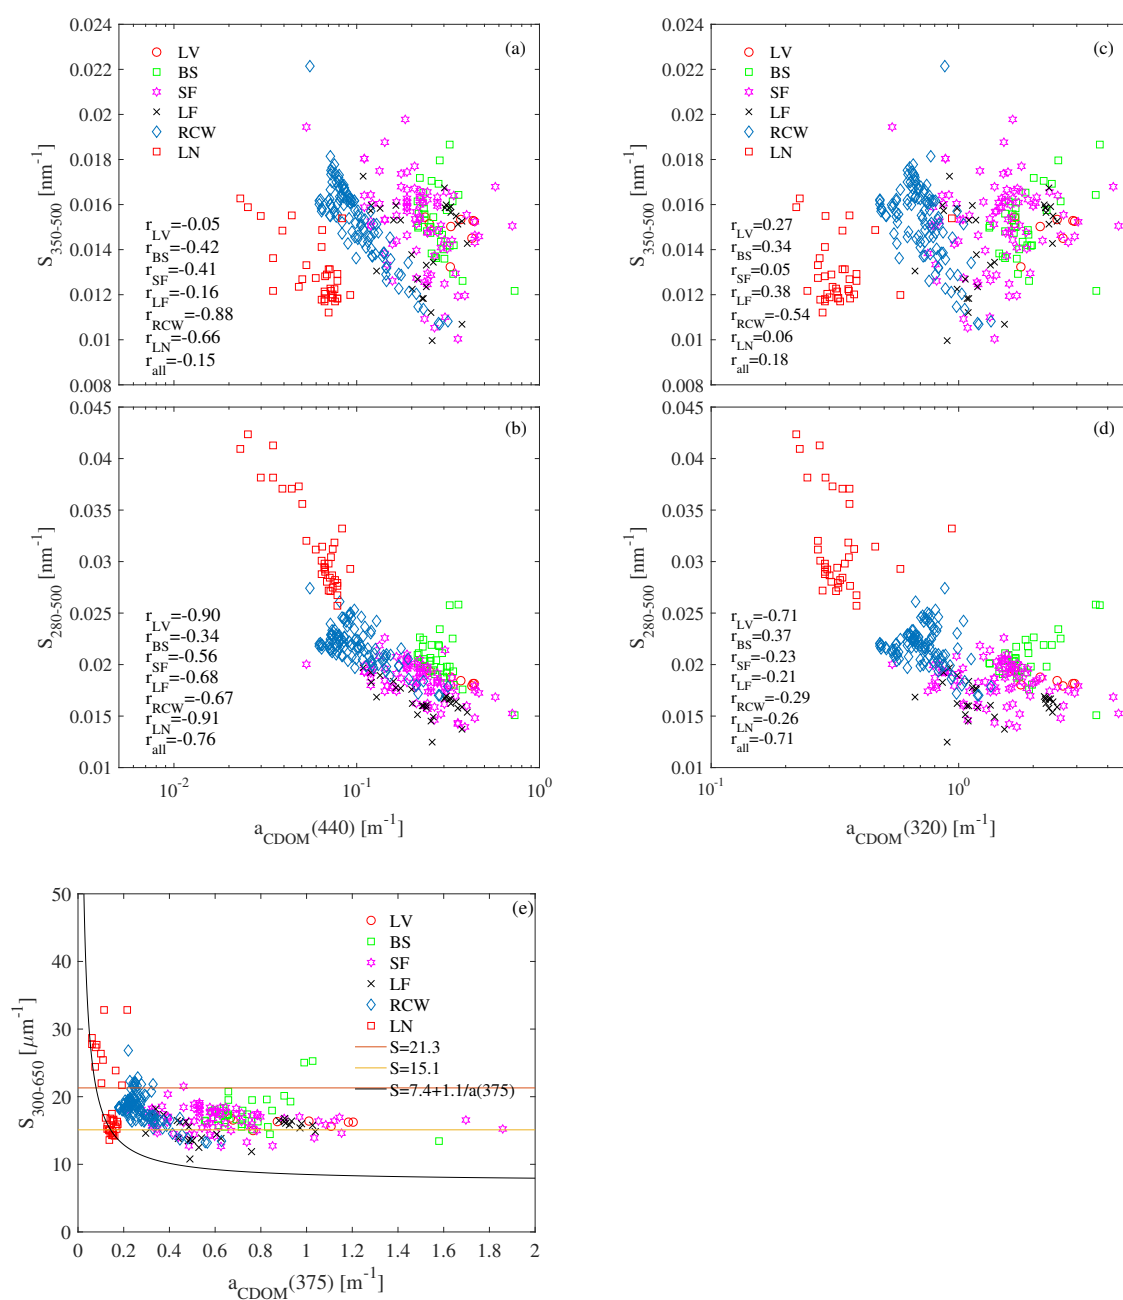 0.024
0.022
0.02
0.018
0.016
0.014
0.012
0.01
0.008
S350-500 [nm-1]
(a)
LV
BS
SF
LF
RCW
LN
rLV=-0.05
rBS=-0.42
rSF=-0.41
rLF=-0.16
rRCW=-0.88
rLN=-0.66
rall=-0.15
0.024
0.022
0.02
0.018
0.016
0.014
0.012
0.01
0.008
S350-500 [nm-1]
(c)
LV
BS
SF
LF
RCW
LN
rLV=0.27
rBS=0.34
rSF=0.05
rLF=0.38
rRCW=-0.54
rLN=0.06
rall=0.18
0.045
0.04
0.035
0.03
0.025
0.02
0.015
0.01
S280-500 [nm-1]
(b)
rLV=-0.90
rBS=-0.34
rSF=-0.56
rLF=-0.68
rRCW=-0.67
rLN=-0.91
rall=-0.76
10-2 10-1 100
aCDOM(440) [m-1]
0.045
0.04
0.035
0.03
0.025
0.02
0.015
0.01
S280-500 [nm-1]
(d)
rLV=-0.71
rBS=0.37
rSF=-0.23
rLF=-0.21
rRCW=-0.29
rLN=-0.26
rall=-0.71
10-1 100
aCDOM(320) [m-1]
50
40
30
20
10
0
S300-650 [μm-1]
(e)
LV
BS
SF
LF
RCW
LN
S=21.3
S=15.1
S=7.4+1.1/a(375)
0 0.2 0.4 0.6 0.8 1 1.2 1.4 1.6 1.8 2
aCDOM(375) [m-1]